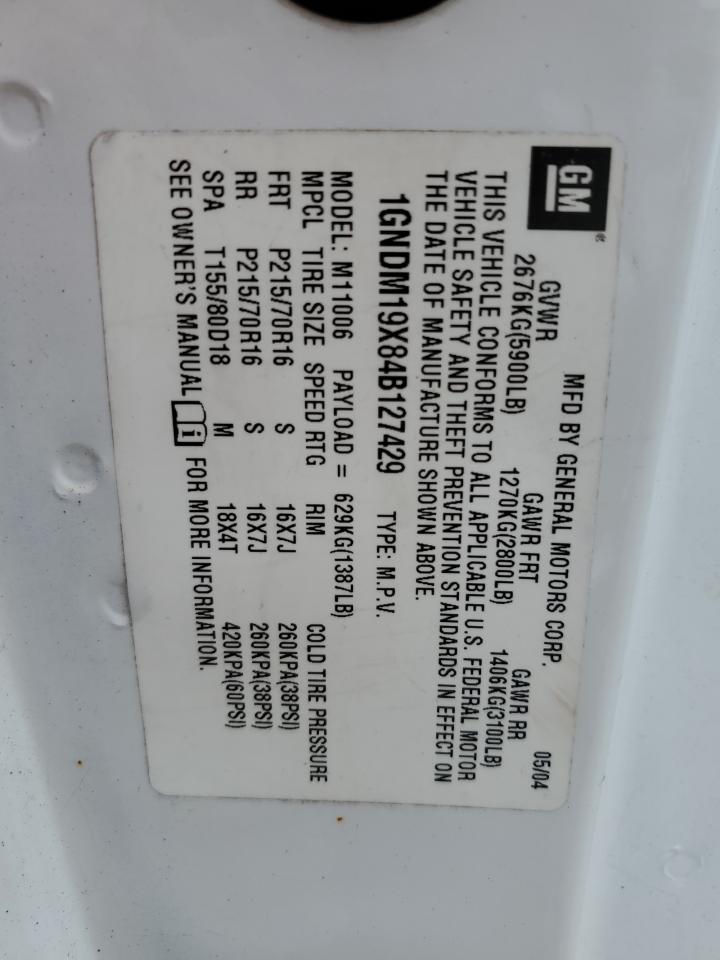 GM®
MFD BY GENERAL MOTORS CORP. 05/04
GVWR GAWR FRT GAWR RR
2676KG(5900LB) 1270KG(2800LB) 1406KG(3100LB)
THIS VEHICLE CONFORMS TO ALL APPLICABLE U.S. FEDERAL MOTOR
VEHICLE SAFETY AND THEFT PREVENTION STANDARDS IN EFFECT ON
THE DATE OF MANUFACTURE SHOWN ABOVE.
1GNDM19X84B127429 TYPE: M.P.V.
MODEL: M11006 PAYLOAD = 629KG(1387LB)
MPCL TIRE SIZE SPEED RTG RIM COLD TIRE PRESSURE
FRT P215/70R16 S 16X7J 260KPA(38PSI)
RR P215/70R16 S 16X7J 260KPA(38PSI)
SPA T155/80D18 M 18X4T 420KPA(60PSI)
SEE OWNER'S MANUAL i FOR MORE INFORMATION.